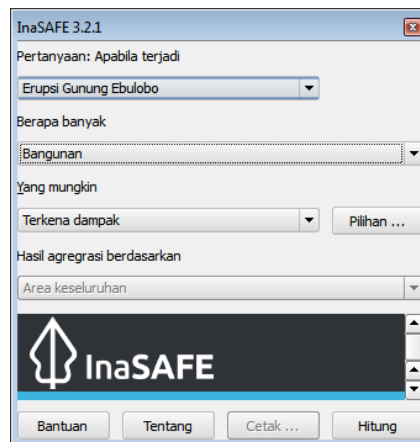 InaSAFE 3.2.1
Pertanyaan: Apabila terjadi
Erupsi Gunung Ebulobo
Berapa banyak
Bangunan
Yang mungkin
Terkena dampak
Pilihan ...
Hasil agregrasi berdasarkan
Area keseluruhan
InaSAFE
Bantuan
Tentang
Cetak ...
Hitung